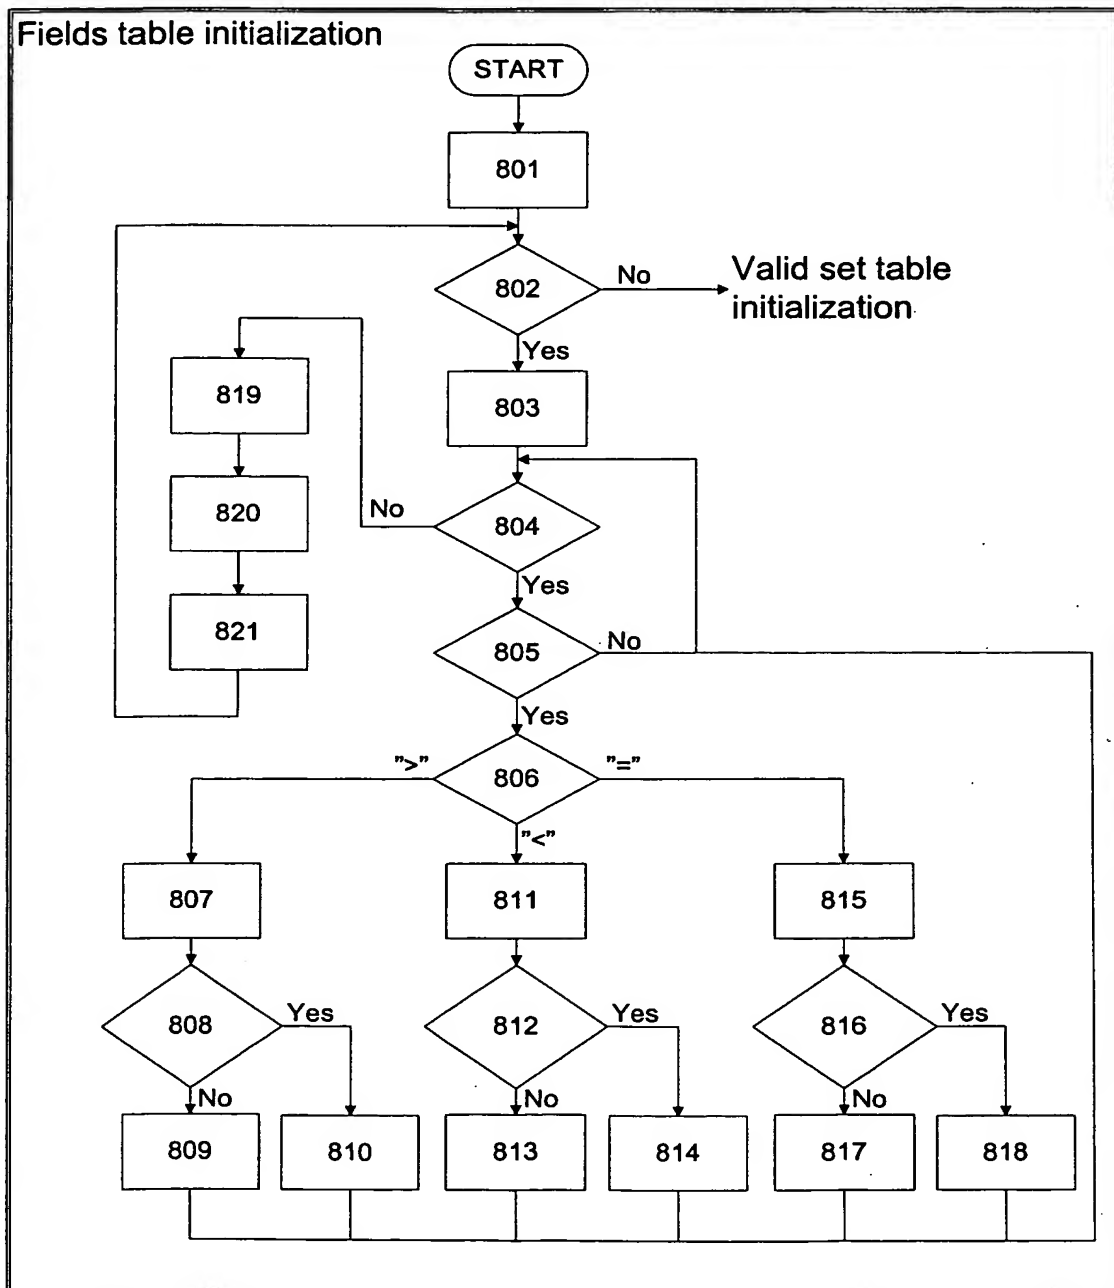 Fields table initialization
START
801
802
No
Valid set table
initialization
Yes
819
803
820
No
804
Yes
821
805
No
Yes
">"
806
"="
"<"
807
811
815
808
Yes
812
Yes
816
Yes
No
No
No
809
810
813
814
817
818